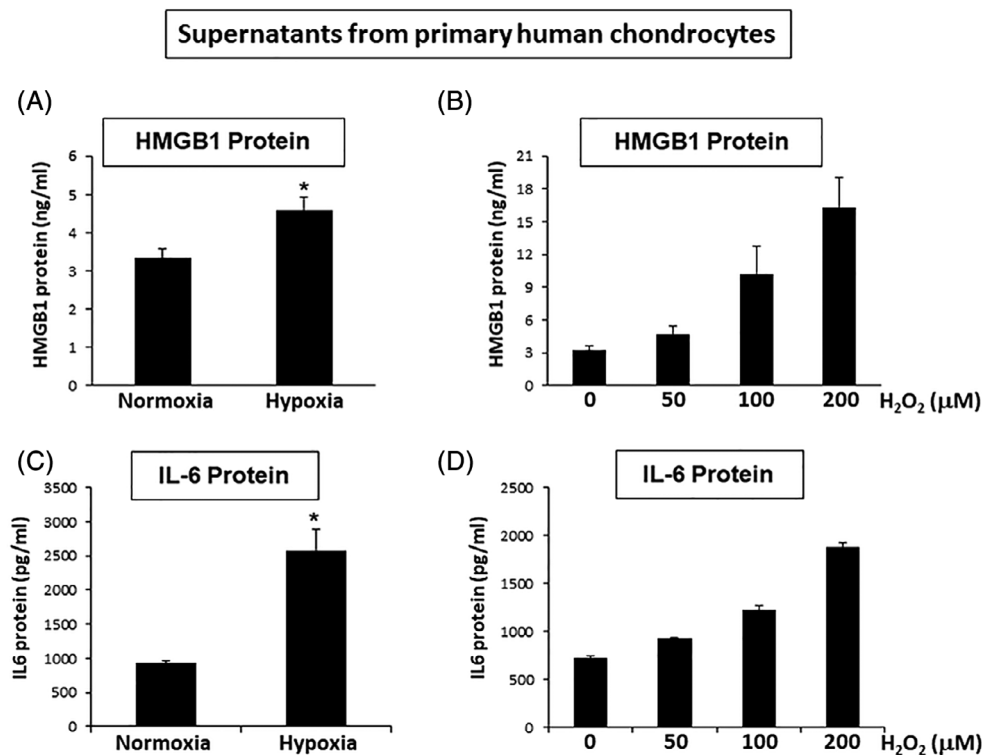 Supernatants from primary human chondrocytes
(A)
HMGB1 Protein
HMGB1 protein (ng/ml)
6
5
4
3
2
1
0
*
Normoxia Hypoxia
(B)
HMGB1 Protein
HMGB1 protein (ng/ml)
21
18
15
12
9
6
3
0
0 50 100 200 H₂O₂ (μM)
(C)
IL-6 Protein
IL6 protein (pg/ml)
3500
3000
2500
2000
1500
1000
500
0
*
Normoxia Hypoxia
(D)
IL-6 Protein
IL6 protein (pg/ml)
2500
2000
1500
1000
500
0
0 50 100 200 H₂O₂ (μM)